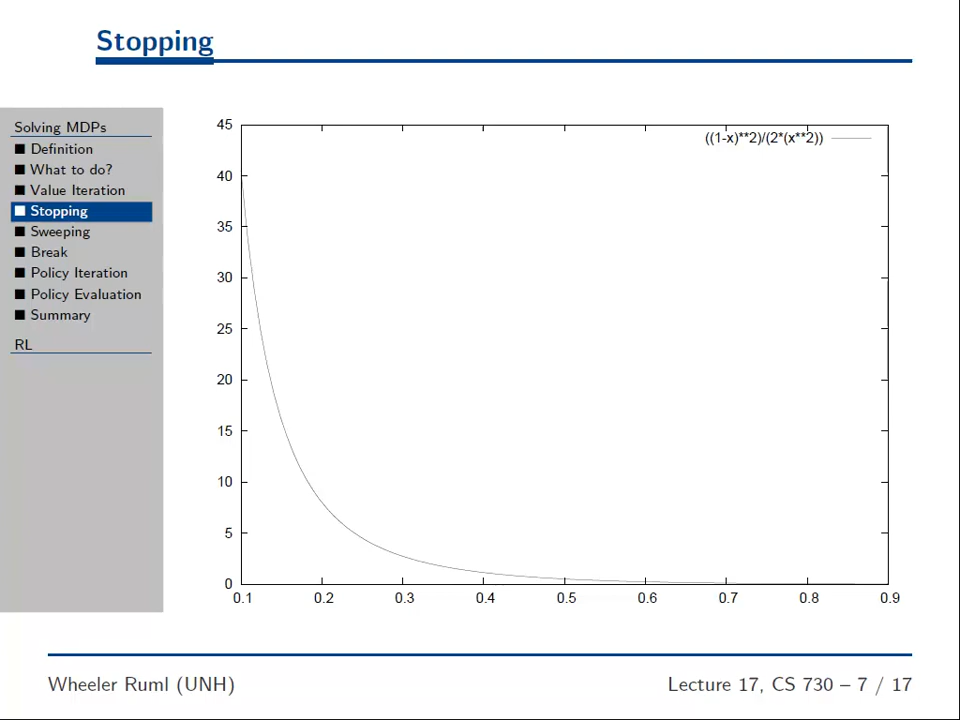 Stopping
Solving MDPs
■ Definition
■ What to do?
■ Value Iteration
■ Stopping
■ Sweeping
■ Break
■ Policy Iteration
■ Policy Evaluation
■ Summary
RL
((1-x)**2)/(2*(x**2))
45
40
35
30
25
20
15
10
5
0
0.1 0.2 0.3 0.4 0.5 0.6 0.7 0.8 0.9
Wheeler Ruml (UNH)
Lecture 17, CS 730 – 7 / 17